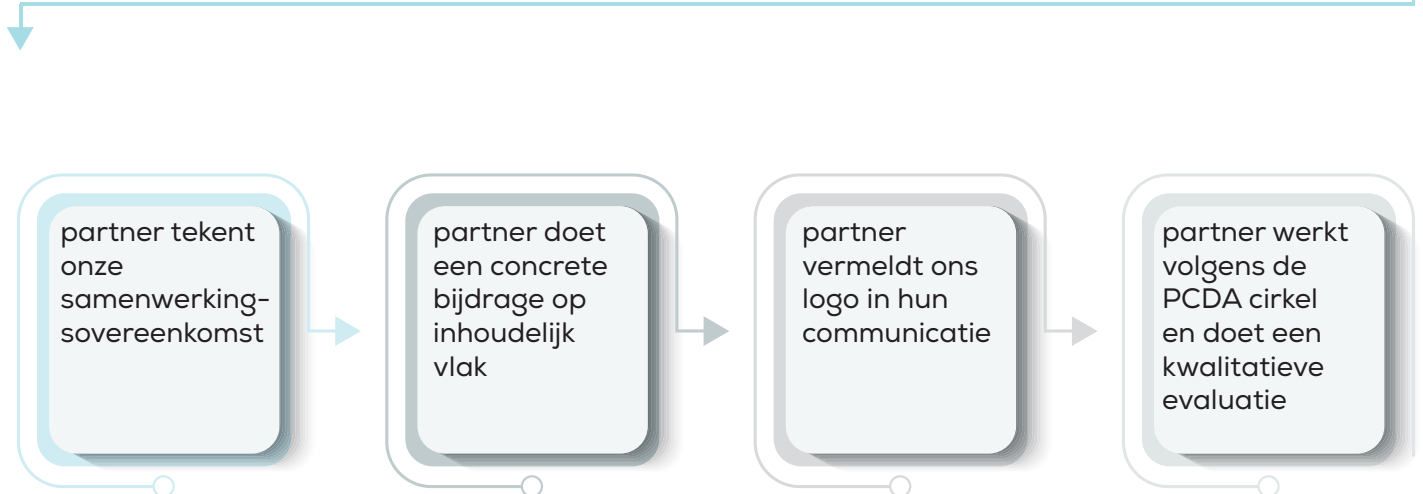 partner tekent
onze
samenwerking-
sovereenkomst
partner doet
een concrete
bijdrage op
inhoudelijk
vlak
partner
vermeldt ons
logo in hun
communicatie
partner werkt
volgens de
PCDA cirkel
en doet een
kwalitatieve
evaluatie